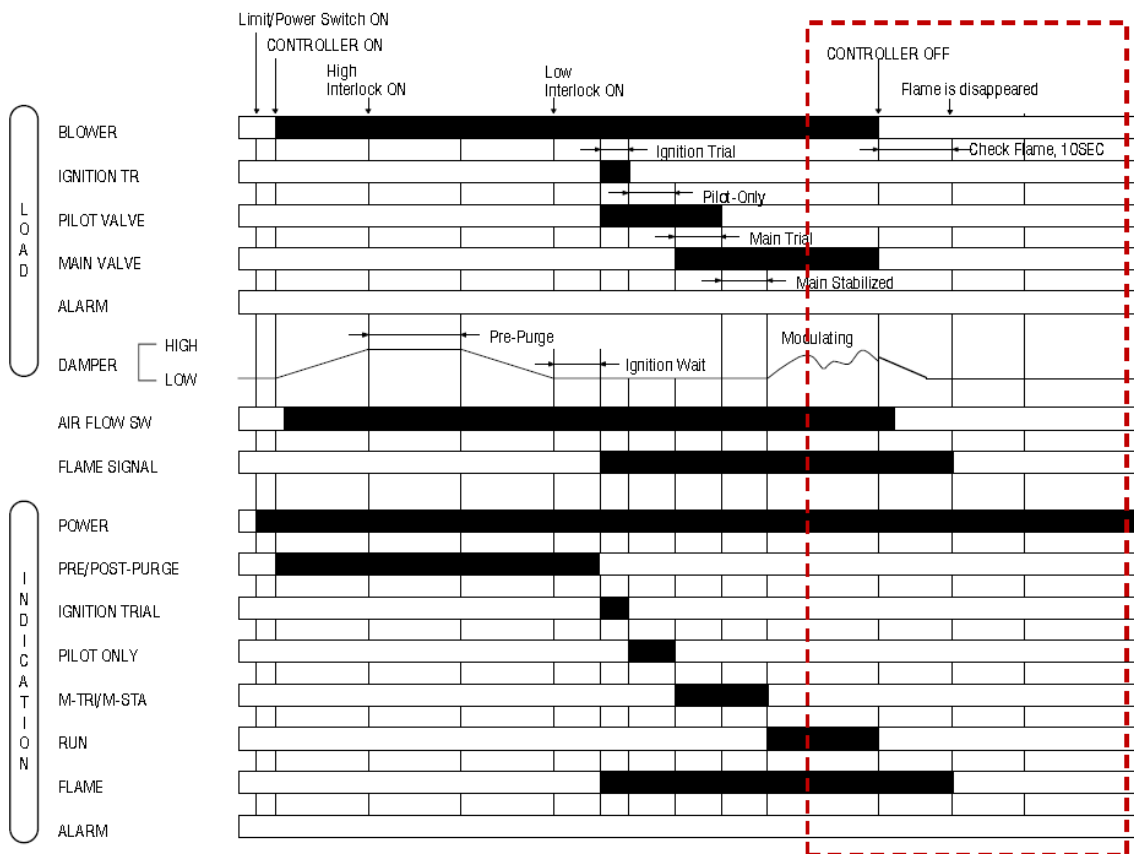 Limit/Power Switch ON
CONTROLLER ON
CONTROLLER OFF
High
Interlock ON
Low
Interlock ON
Flame is disappeared
LOAD
BLOWER
Ignition Trial
Check Flame, 10SEC
IGNITION TR
Pilot-Only
PILOT VALVE
Main Trial
MAIN VALVE
Main Stabilized
ALARM
Pre-Purge
Modulating
DAMPER
HIGH
LOW
Ignition Wait
AIR FLOW SW
FLAME SIGNAL
INDICATION
POWER
PRE/POST-PURGE
IGNITION TRIAL
PILOT ONLY
M-TRI/M-STA
RUN
FLAME
ALARM